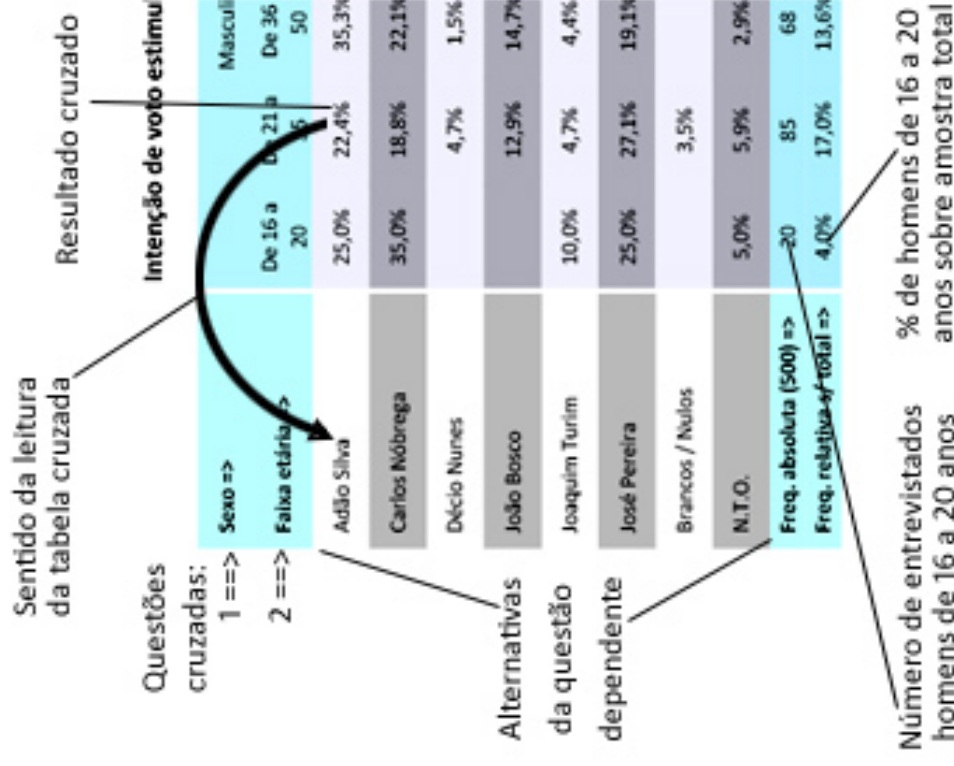 Sentido da leitura
da tabela cruzada
Resultado cruzado
Intenção de voto estimul
Questões
cruzadas:
1 ==> Sexo => Masculi
2 ==> Faixa etária => De 16 a 20 De 21 a De 36 50
Adão Silva 25,0% 22,4% 35,3%
Carlos Nóbrega 35,0% 18,8% 22,1%
Décio Nunes 4,7% 1,5%
João Bosco 12,9% 14,7%
Joaquim Turim 10,0% 4,7% 4,4%
José Pereira 25,0% 27,1% 19,1%
Brancos / Nulos 3,5%
N.T.O. 5,0% 5,9% 2,9%
Freq. absoluta (500) => 20 85 68
Freq. relativa s/ total => 4,0% 17,0% 13,6%
Alternativas
da questão
dependente
Número de entrevistados
homens de 16 a 20 anos
% de homens de 16 a 20
anos sobre amostra total